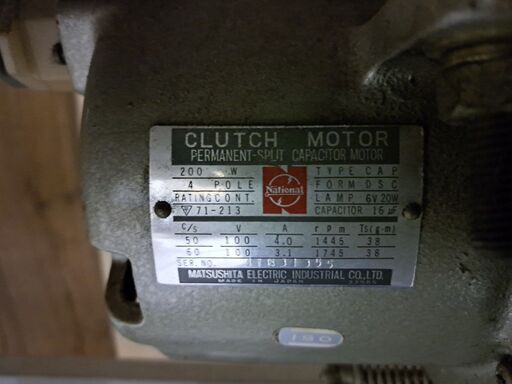 CLUTCH MOTOR
PERMANENT-SPLIT CAPACITOR MOTOR
200 W TYPE CAP
4 POLE FORM DSC
RATING CONT. LAMP 6V 20W
▽71-213 CAPACITOR 16 μF
National
C/S V A rpm Ts(g·m)
50 100 4.0 1445 38
60 100 3.1 1745 38
SER. NO.
MATSUSHITA ELECTRIC INDUSTRIAL CO., LTD.
MADE IN JAPAN